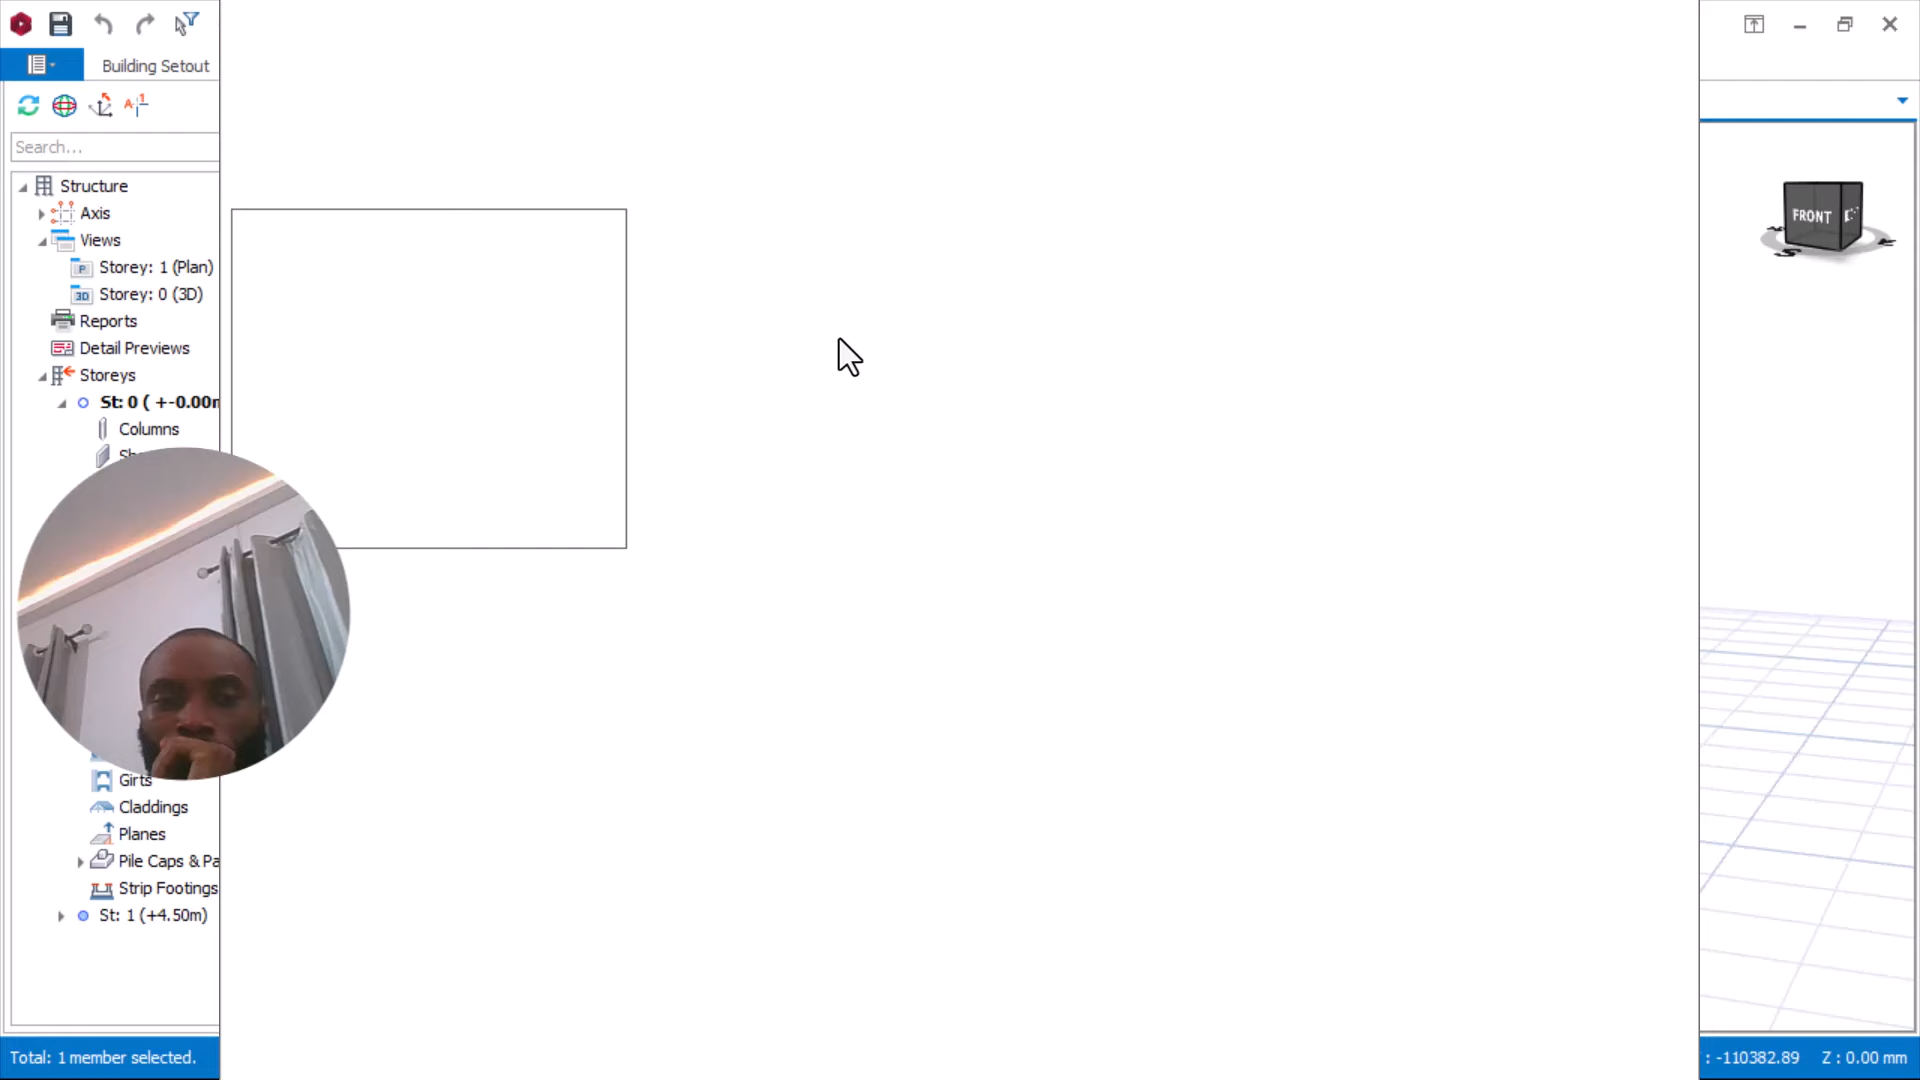 Building Setout
Search...
Structure
Axis
Views
Storey: 1 (Plan)
Storey: 0 (3D)
Reports
Detail Previews
Storeys
St: 0 ( +-0.00
Columns
Girts
Claddings
Planes
Pile Caps & Pa
Strip Footings
St: 1 (+4.50m)
FRONT
S
Total: 1 member selected.
: -110382.89 Z : 0.00 mm